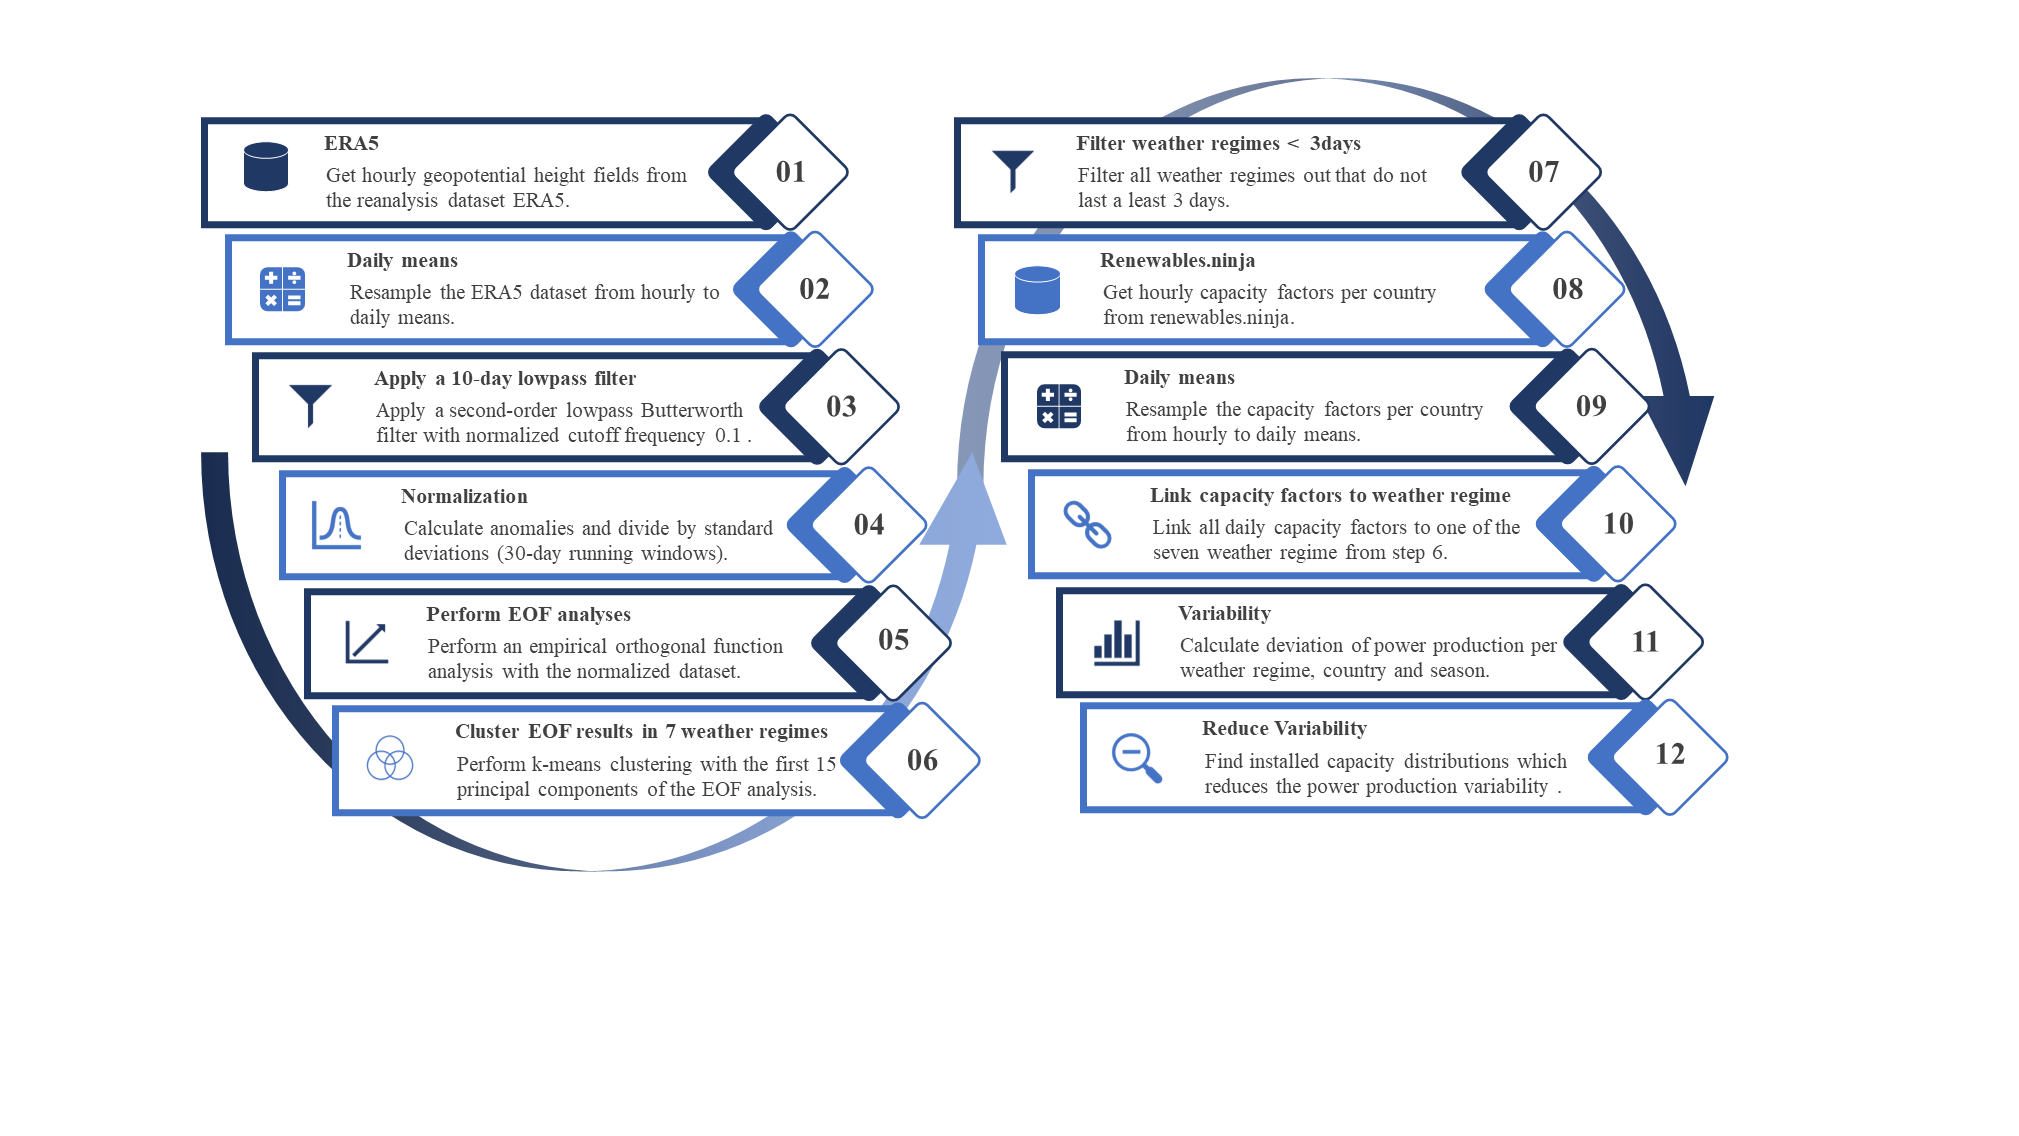 ERA5
Get hourly geopotential height fields from
the reanalysis dataset ERA5.
01
Daily means
Resample the ERA5 dataset from hourly to
daily means.
02
Apply a 10-day lowpass filter
Apply a second-order lowpass Butterworth
filter with normalized cutoff frequency 0.1 .
03
Normalization
Calculate anomalies and divide by standard
deviations (30-day running windows).
04
Perform EOF analyses
Perform an empirical orthogonal function
analysis with the normalized dataset.
05
Cluster EOF results in 7 weather regimes
Perform k-means clustering with the first 15
principal components of the EOF analysis.
06
Filter weather regimes < 3days
Filter all weather regimes out that do not
last a least 3 days.
07
Renewables.ninja
Get hourly capacity factors per country
from renewables.ninja.
08
Daily means
Resample the capacity factors per country
from hourly to daily means.
09
Link capacity factors to weather regime
Link all daily capacity factors to one of the
seven weather regime from step 6.
10
Variability
Calculate deviation of power production per
weather regime, country and season.
11
Reduce Variability
Find installed capacity distributions which
reduces the power production variability .
12